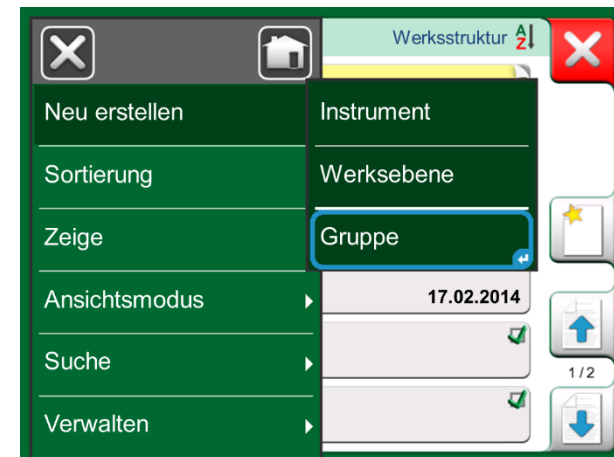 Werksstruktur A Z
Neu erstellen
Instrument
Sortierung
Werksebene
Zeige
Gruppe
Ansichtsmodus
17.02.2014
Suche
1/2
Verwalten